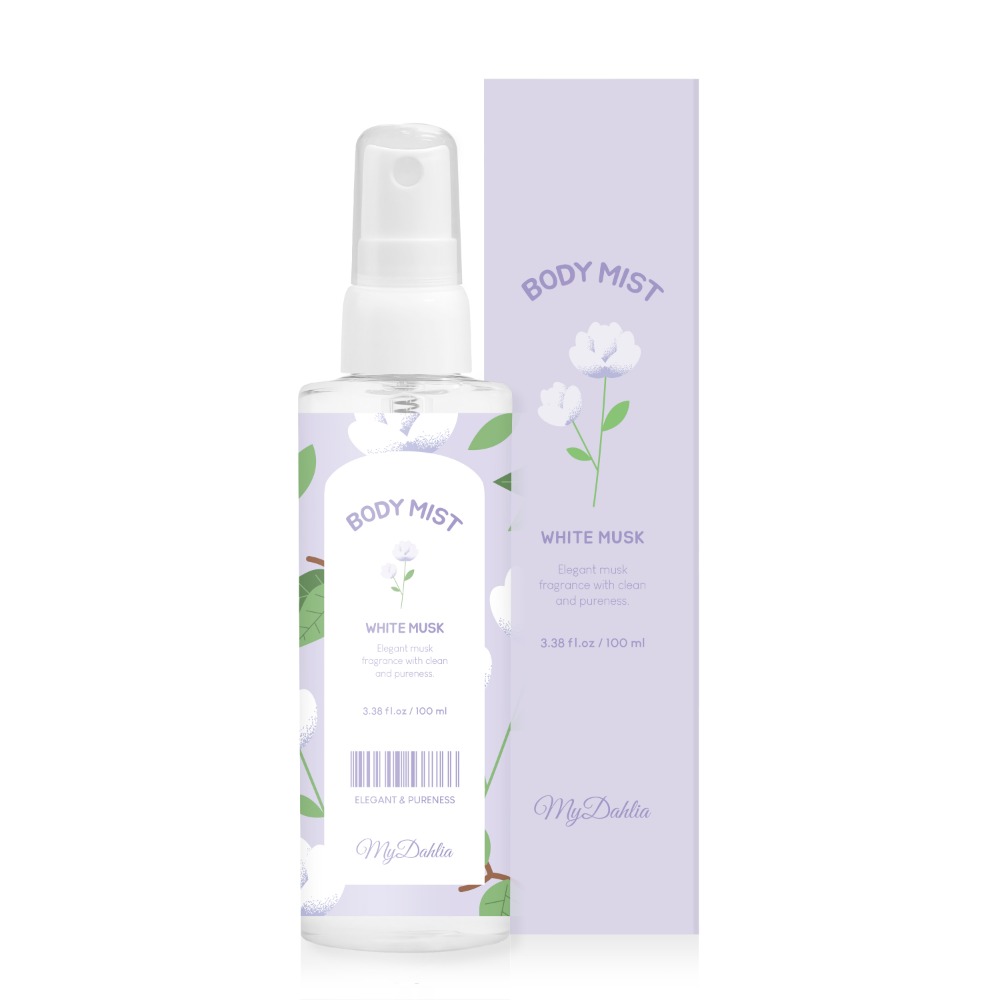 BODY MIST
WHITE MUSK
Elegant musk
fragrance with clean
and pureness.
3.38 fl.oz / 100 ml
ELEGANT & PURENESS
MyDahlia
BODY MIST
WHITE MUSK
Elegant musk
fragrance with clean
and pureness.
3.38 fl.oz / 100 ml
MyDahlia